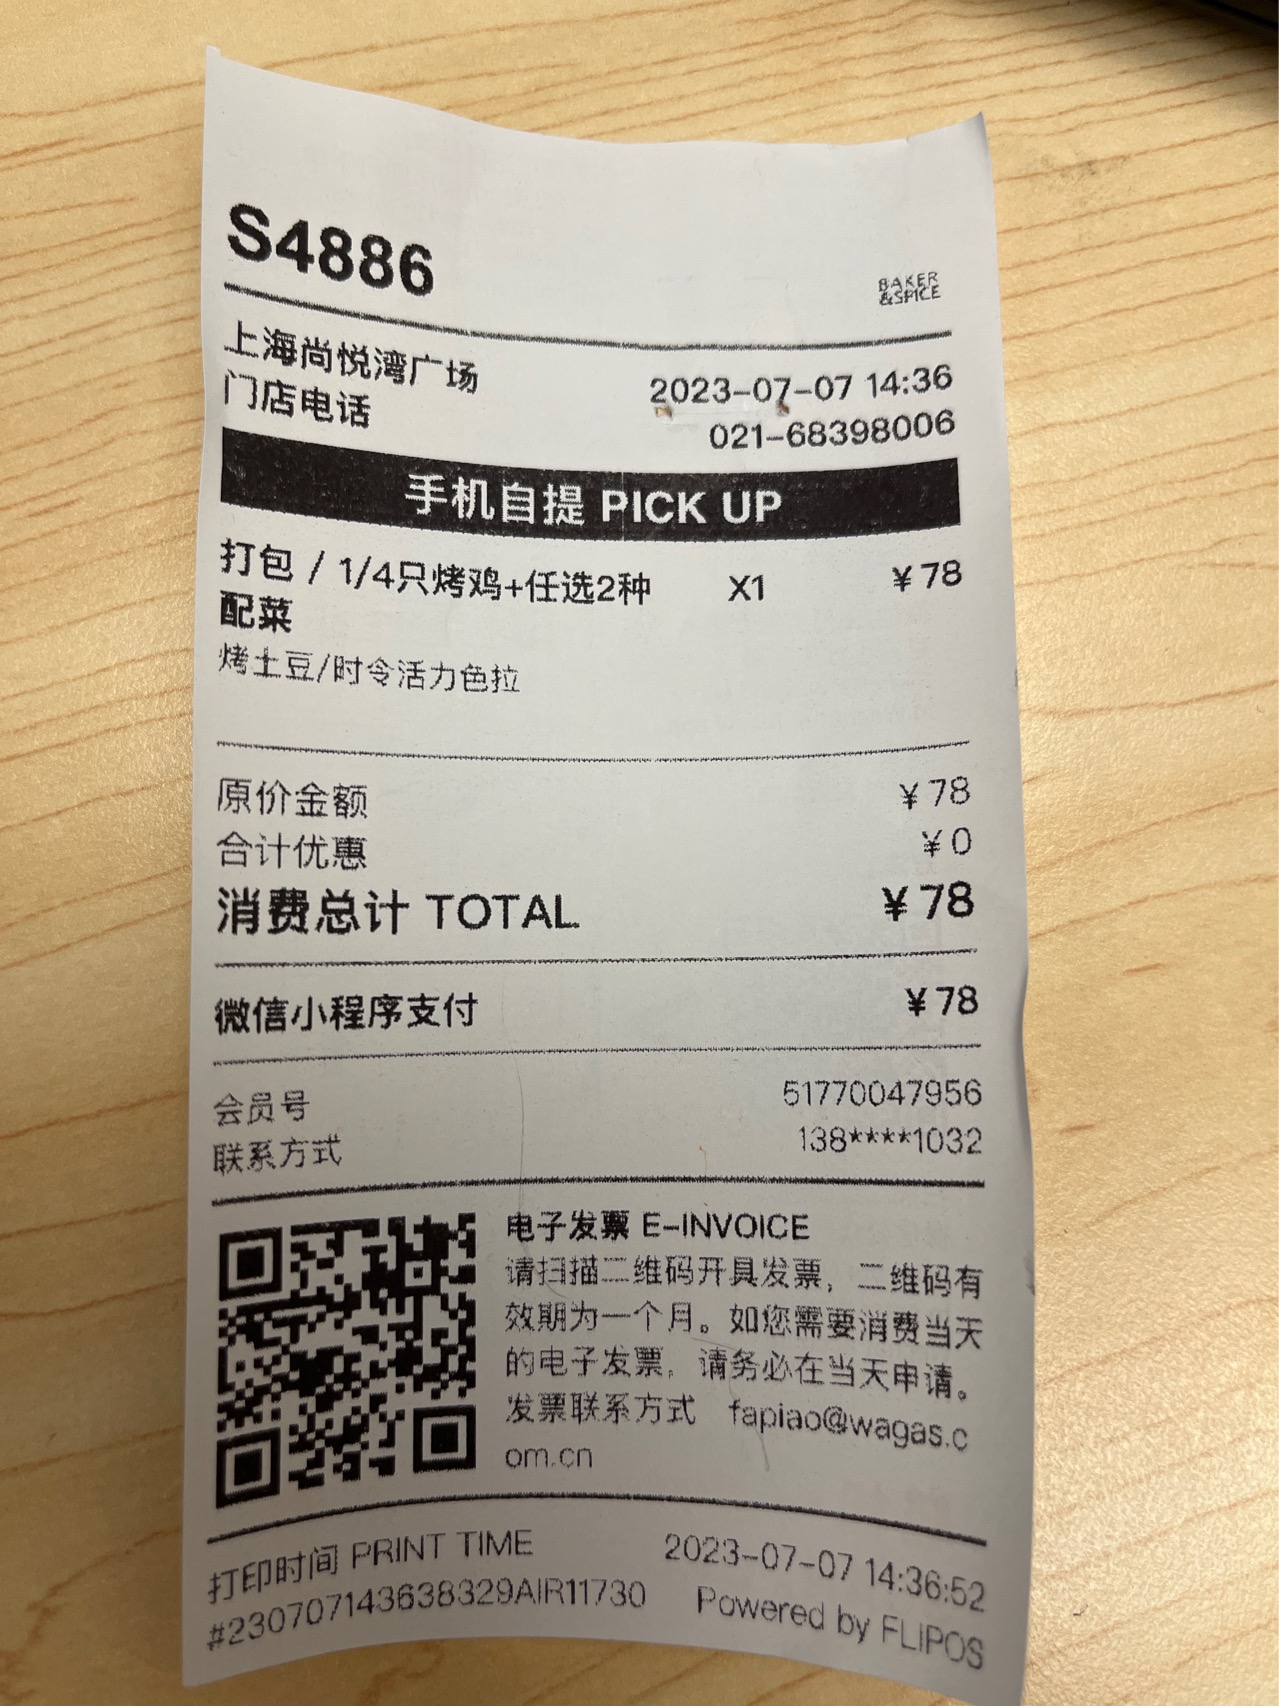 S4886
BAKER
&SPICE
上海尚悦湾广场 2023-07-07 14:36
门店电话 021-68398006
手机自提 PICK UP
打包 / 1/4只烤鸡+任选2种 X1 ¥78
配菜
烤土豆/时令活力色拉
原价金额 ¥78
合计优惠 ¥0
消费总计 TOTAL ¥78
微信小程序支付 ¥78
会员号 51770047956
联系方式 138****1032
电子发票 E-INVOICE
请扫描二维码开具发票，二维码有
效期为一个月。如您需要消费当天
的电子发票，请务必在当天申请。
发票联系方式 fapiao@wagas.c
om.cn
打印时间 PRINT TIME 2023-07-07 14:36:52
#230707143638329AIR11730 Powered by FLIPOS